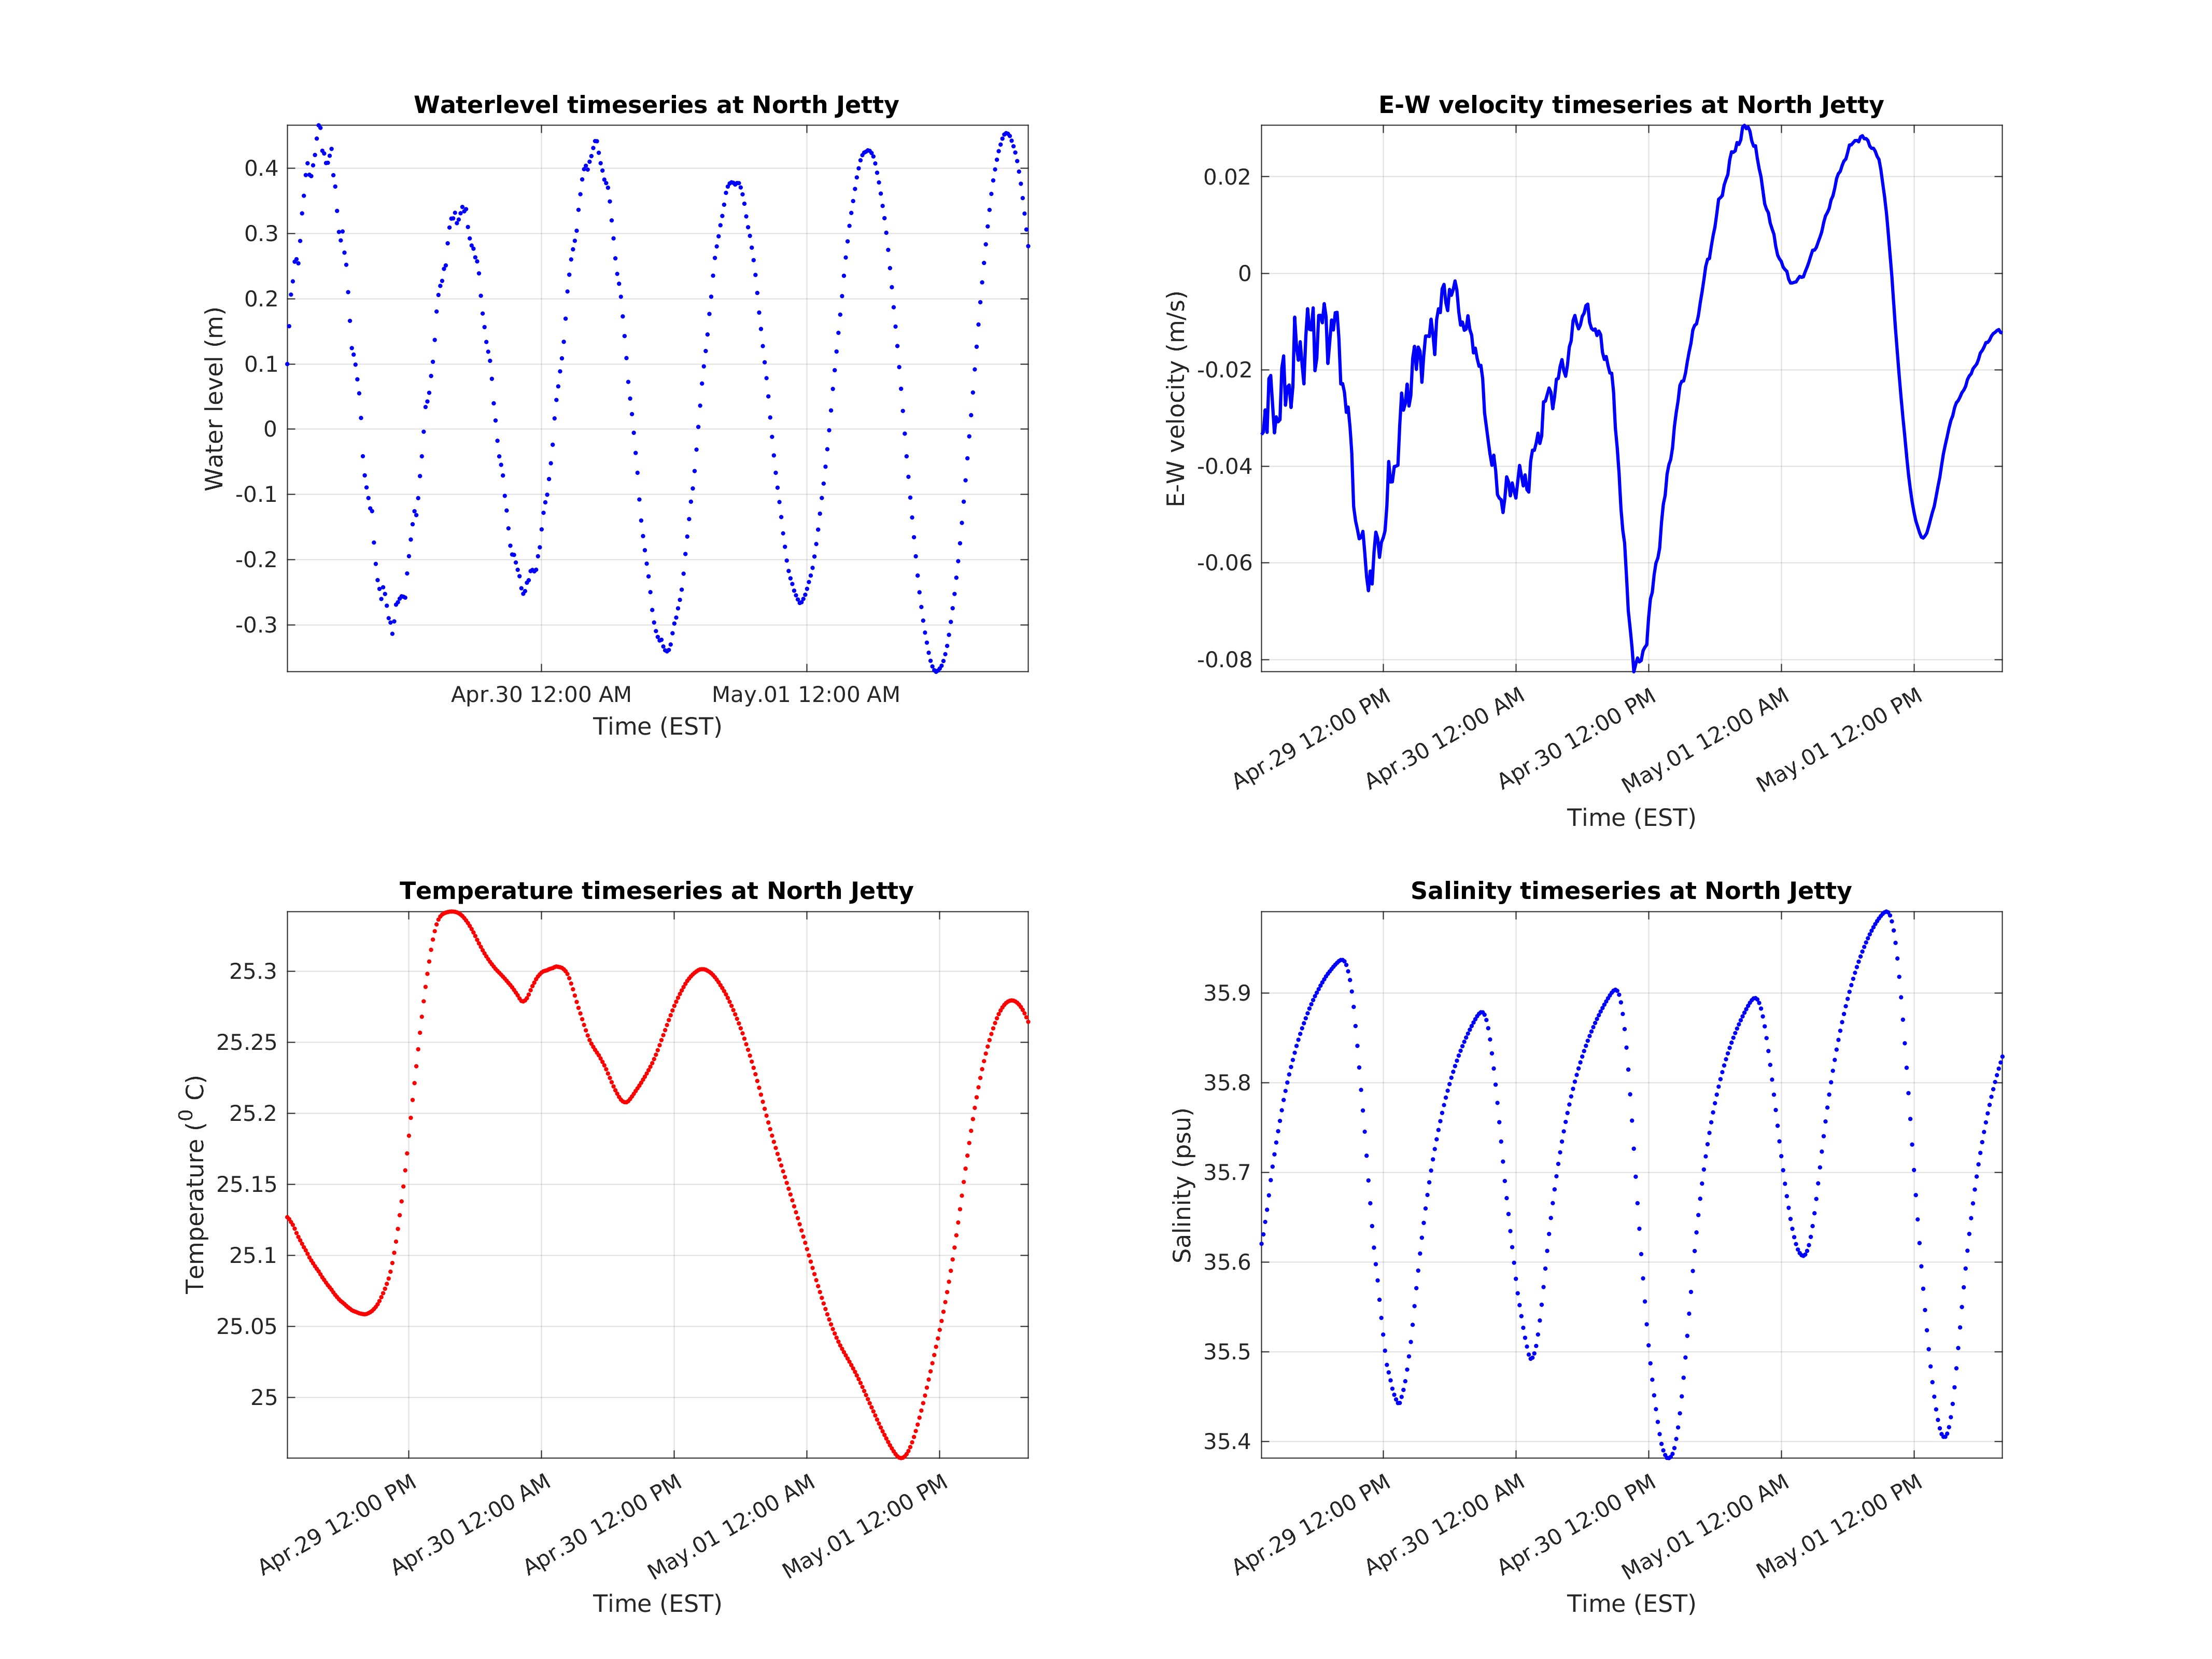 Waterlevel timeseries at North Jetty
0.4
0.3
0.2
0.1
0
-0.1
-0.2
-0.3
Water level (m)
Apr.30 12:00 AM
May.01 12:00 AM
Time (EST)
E-W velocity timeseries at North Jetty
0.02
0
-0.02
-0.04
-0.06
-0.08
E-W velocity (m/s)
Apr.29 12:00 PM
Apr.30 12:00 AM
Apr.30 12:00 PM
May.01 12:00 AM
May.01 12:00 PM
Time (EST)
Temperature timeseries at North Jetty
25.3
25.25
25.2
25.15
25.1
25.05
25
Temperature (⁰ C)
Apr.29 12:00 PM
Apr.30 12:00 AM
Apr.30 12:00 PM
May.01 12:00 AM
May.01 12:00 PM
Time (EST)
Salinity timeseries at North Jetty
35.9
35.8
35.7
35.6
35.5
35.4
Salinity (psu)
Apr.29 12:00 PM
Apr.30 12:00 AM
Apr.30 12:00 PM
May.01 12:00 AM
May.01 12:00 PM
Time (EST)